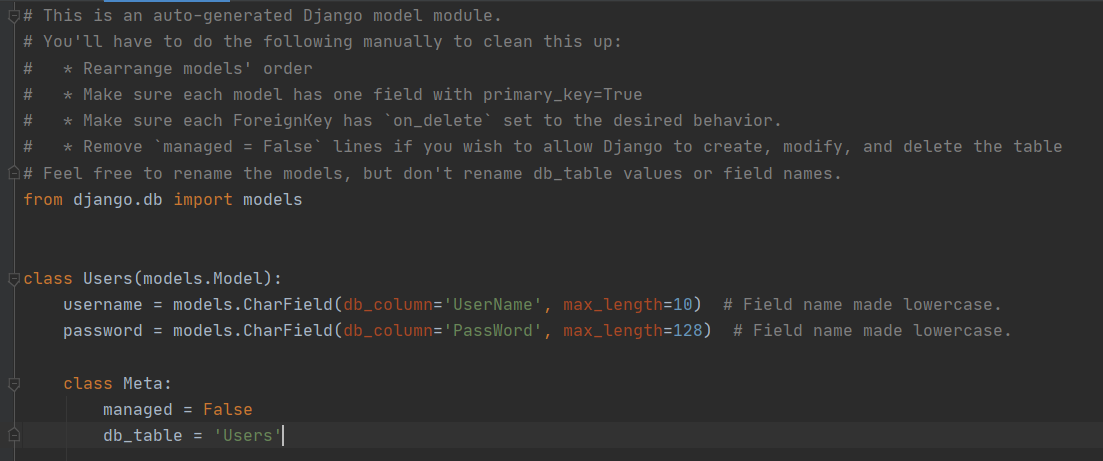 # This is an auto-generated Django model module.
# You'll have to do the following manually to clean this up:
#   * Rearrange models' order
#   * Make sure each model has one field with primary_key=True
#   * Make sure each ForeignKey has `on_delete` set to the desired behavior.
#   * Remove `managed = False` lines if you wish to allow Django to create, modify, and delete the table
# Feel free to rename the models, but don't rename db_table values or field names.
from django.db import models
class Users(models.Model):
    username = models.CharField(db_column='UserName', max_length=10)  # Field name made lowercase.
    password = models.CharField(db_column='PassWord', max_length=128)  # Field name made lowercase.
    class Meta:
        managed = False
        db_table = 'Users'